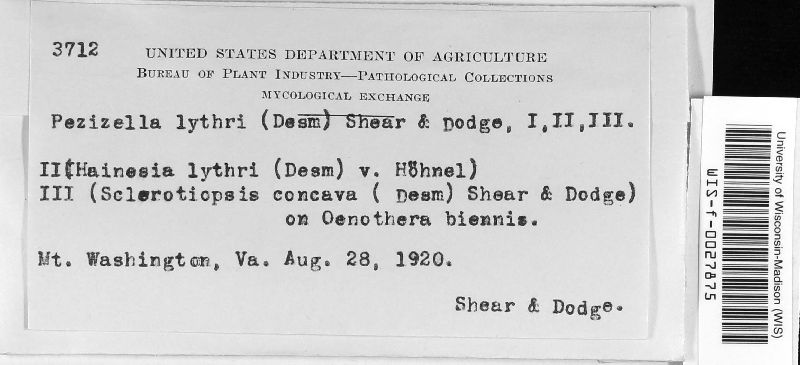 3712
UNITED STATES DEPARTMENT OF AGRICULTURE
BUREAU OF PLANT INDUSTRY—PATHOLOGICAL COLLECTIONS
MYCOLOGICAL EXCHANGE
Pezizella lythri (Desm) Shear & Dodge, I,II,III.
II(Hainesia lythri (Desm) v. Höhnel)
III (Sclerotiopsis concava ( Desm) Shear & Dodge)
on Oenothera biennis.
Mt. Washington, Va. Aug. 28, 1920.
Shear & Dodge.
University of Wisconsin-Madison (WIS)
WIS-f-0027875